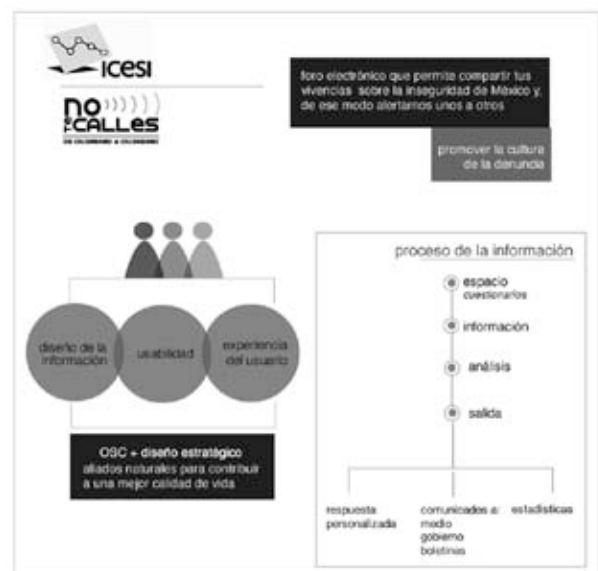 icesi
no
te
CALLES
DE CIUDADANO A CIUDADANO
foro electrónico que permite compartir tus
vivencias sobre la inseguridad de México y,
de ese modo alertarnos unos a otros
promover la cultura
de la denuncia
diseño de la
información
usabilidad
experiencia
del usuario
OSC + diseño estratégico
aliados naturales para contribuir
a una mejor calidad de vida
proceso de la información
espacio
cuestionarios
información
análisis
salida
respuesta
personalizada
comunicados a:
medio
gobierno
boletines
estadísticas